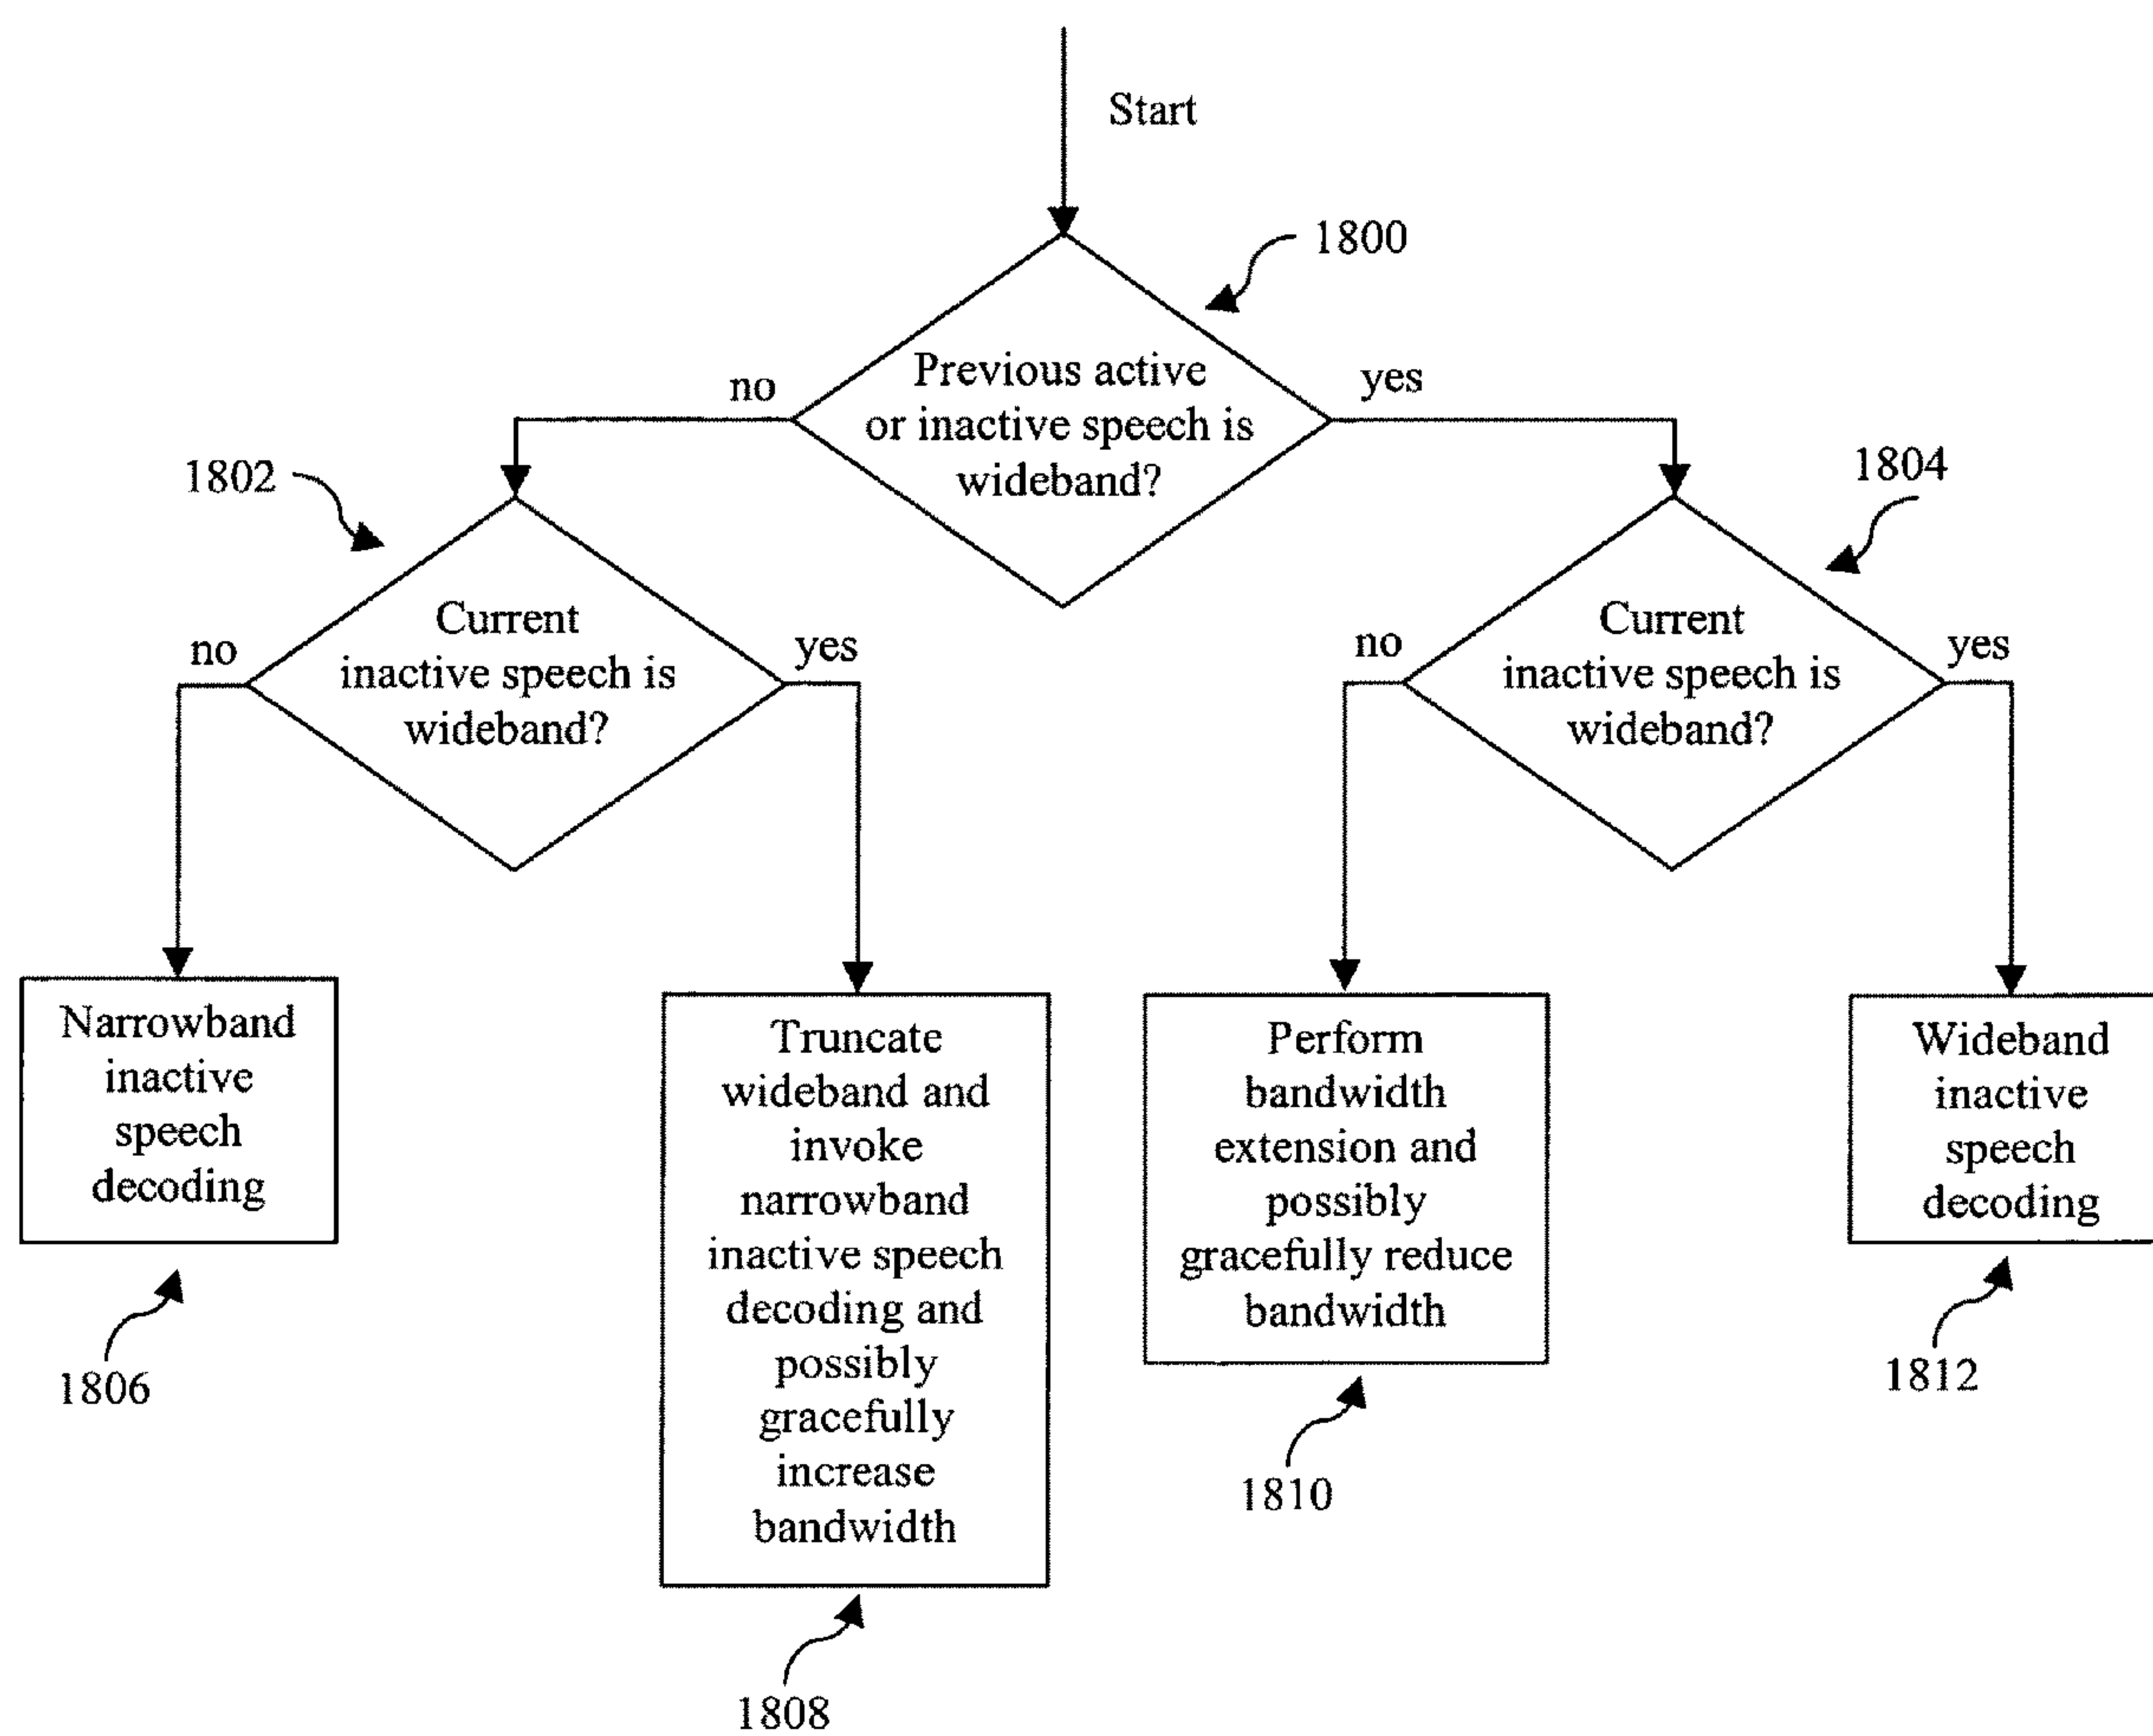 Start
1800
Previous active
or inactive speech is
wideband?
no
yes
1802
Current
inactive speech is
wideband?
no
yes
1804
Current
inactive speech is
wideband?
no
yes
Narrowband
inactive
speech
decoding
1806
Truncate
wideband and
invoke
narrowband
inactive speech
decoding and
possibly
gracefully
increase
bandwidth
1808
Perform
bandwidth
extension and
possibly
gracefully reduce
bandwidth
1810
Wideband
inactive
speech
decoding
1812